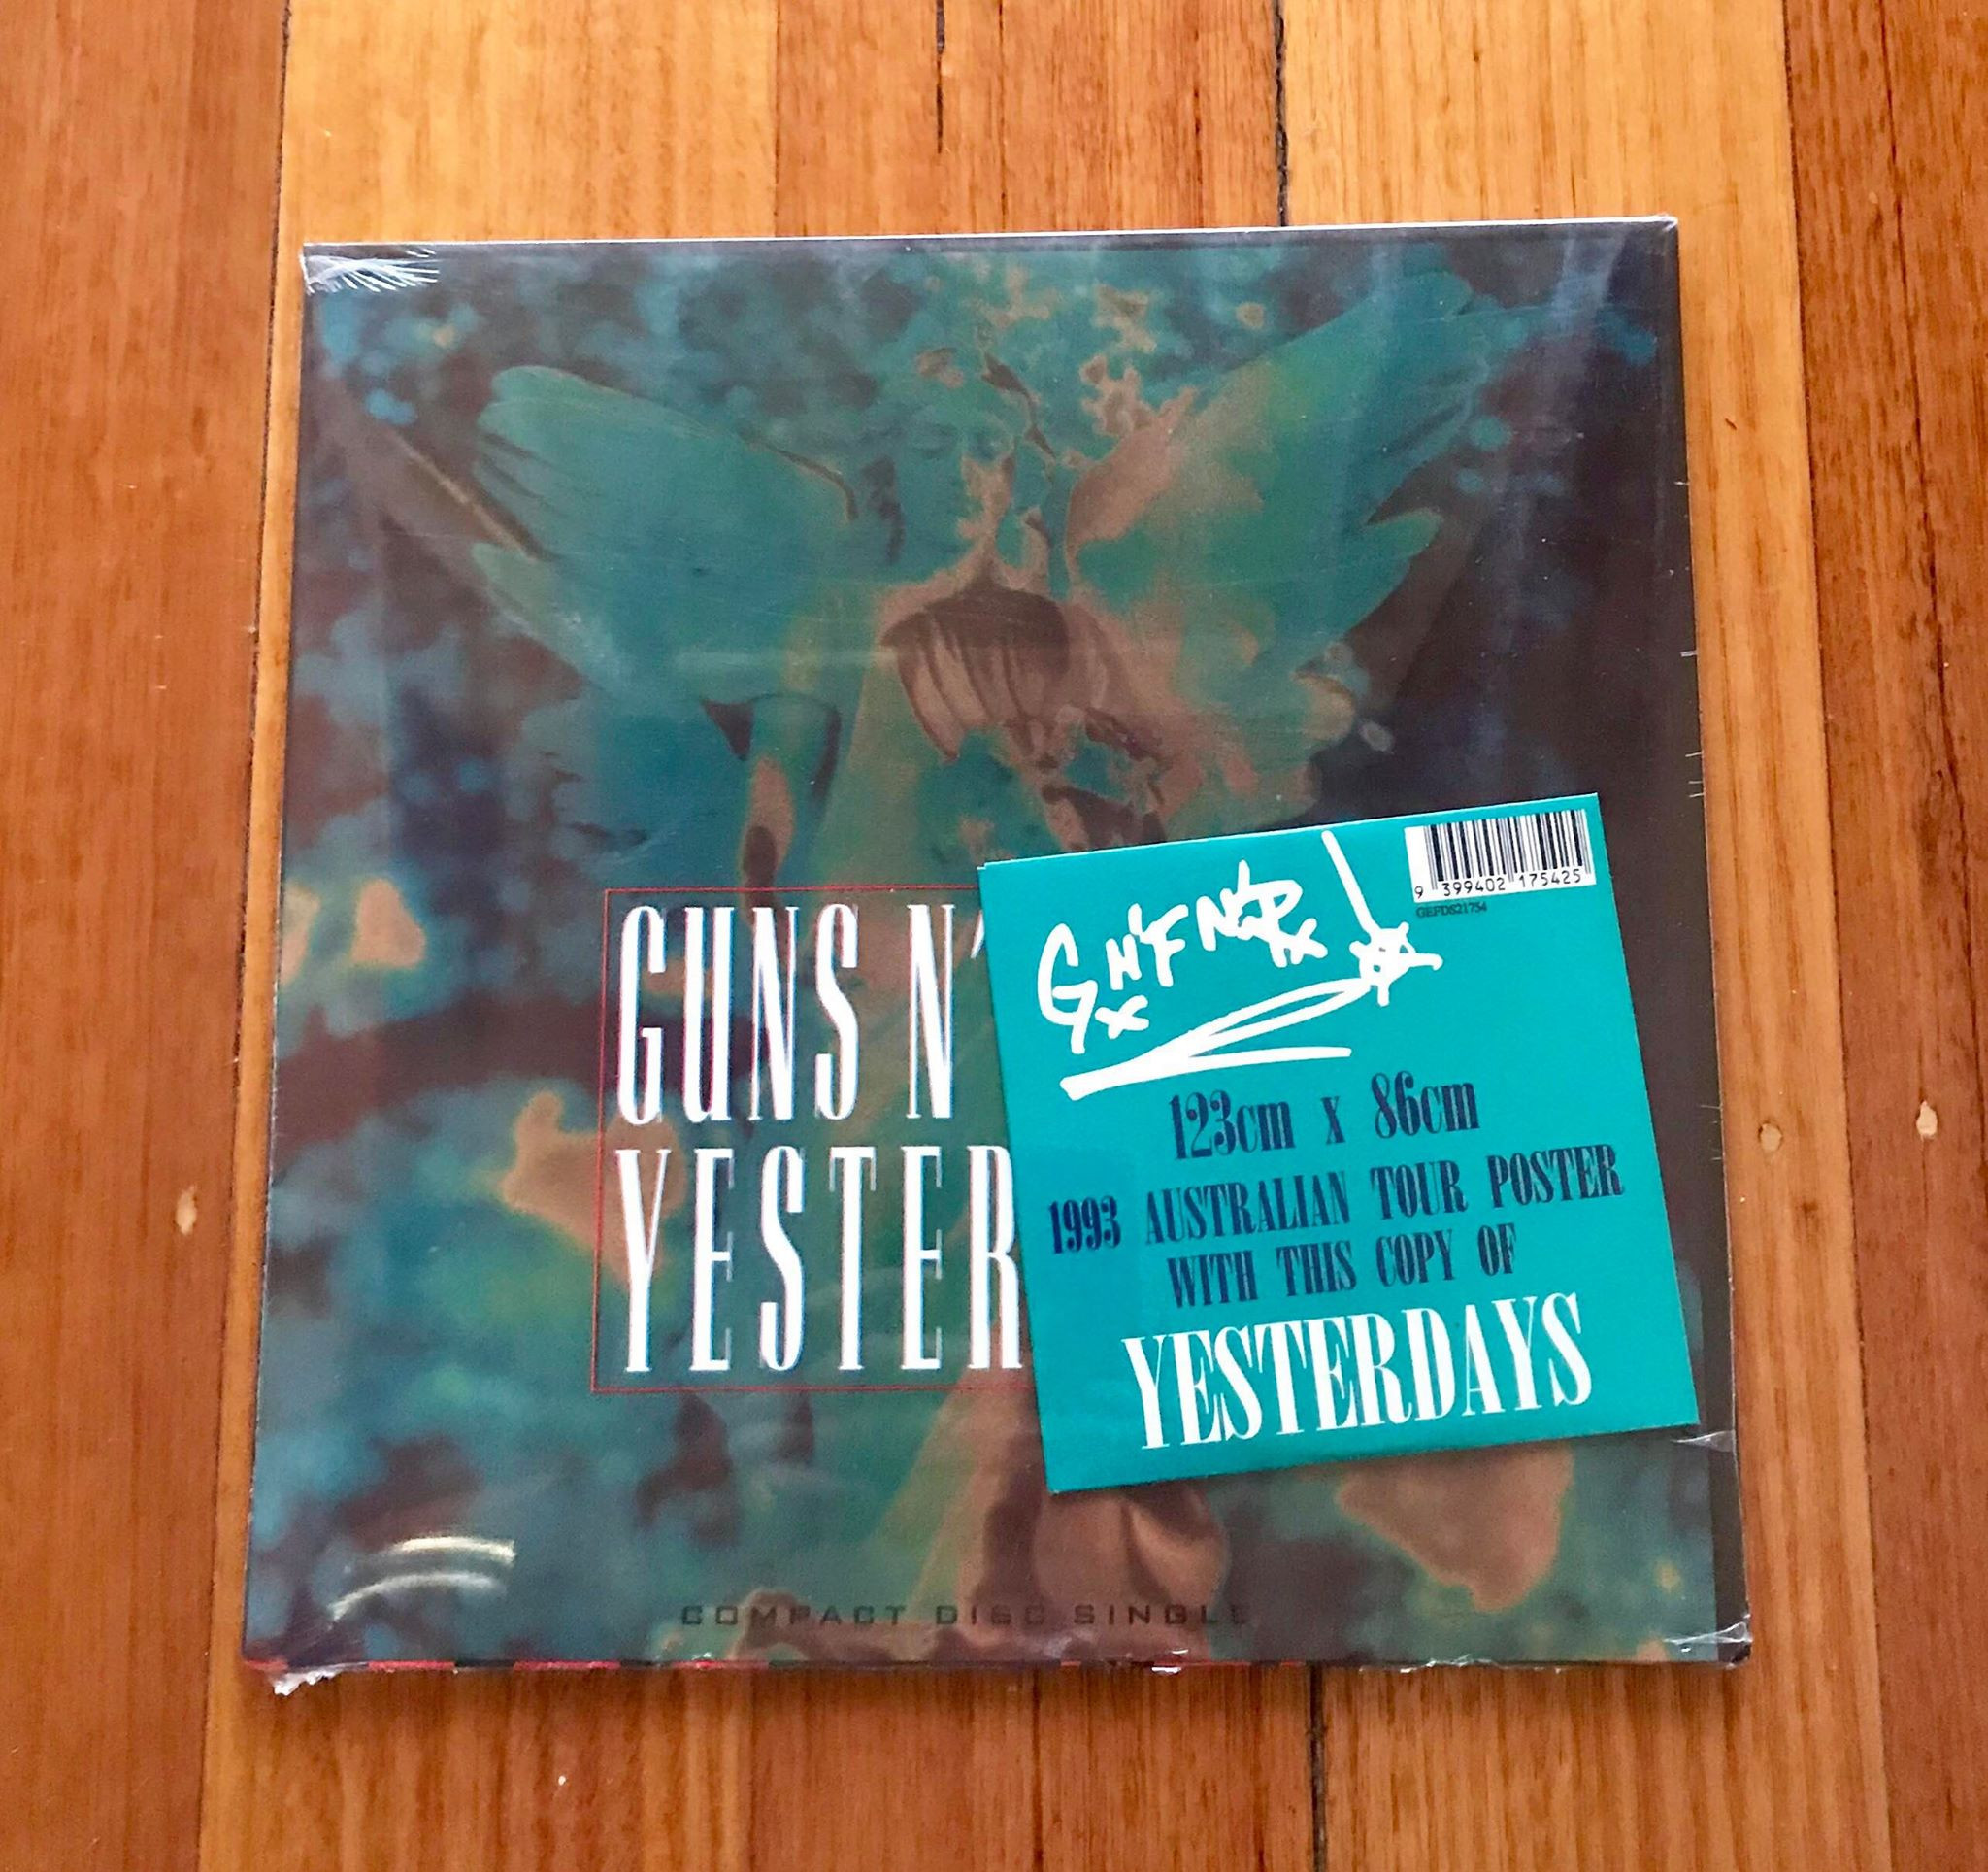 GUNS N'
YESTER
9 399402 175425
GEFDS21754
123cm x 86cm
1993 AUSTRALIAN TOUR POSTER
WITH THIS COPY OF
YESTERDAYS
COMPACT DISC SINGLE